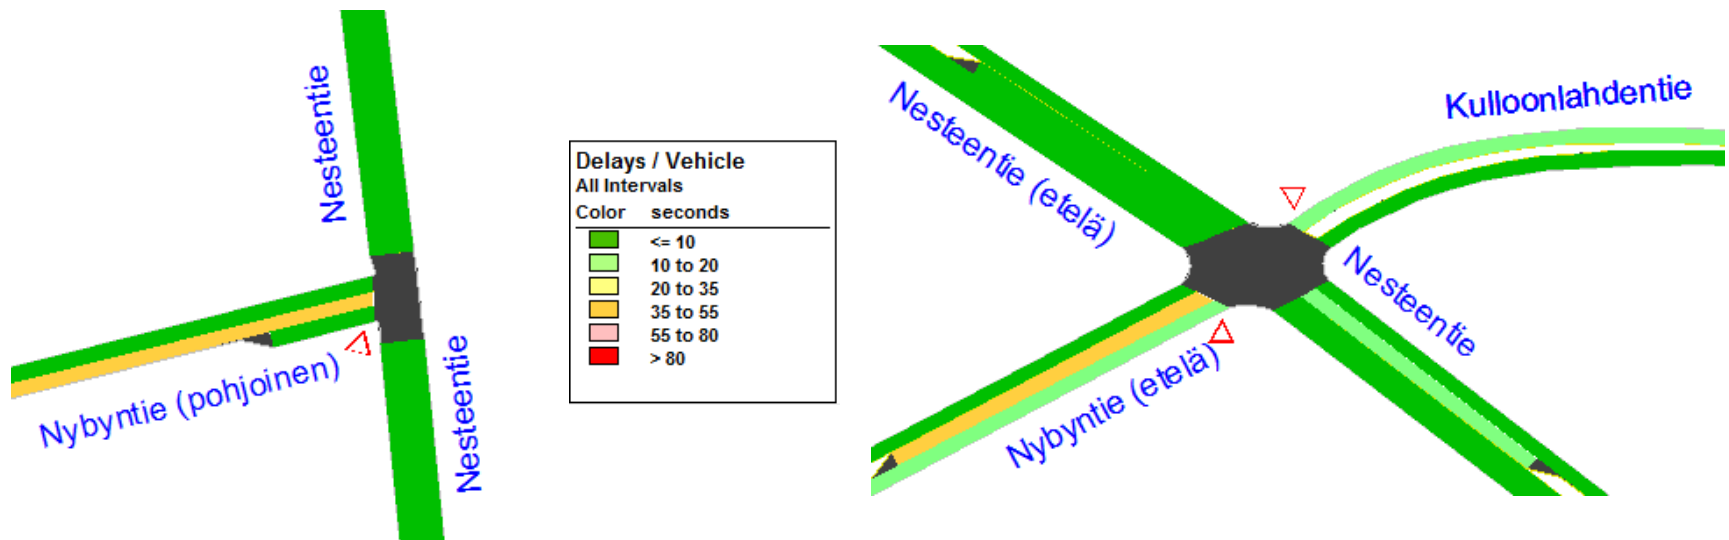 Nesteentie
Nybyntie (pohjoinen)
Nesteentie
Delays / Vehicle
All Intervals
Color seconds
<= 10
10 to 20
20 to 35
35 to 55
55 to 80
> 80
Nesteentie (etelä)
Kulloonlahdentie
Nesteentie
Nybyntie (etelä)